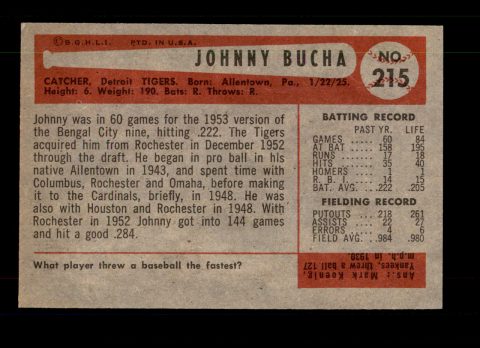 ©B.G.H.L.I. PTD. IN U.S.A.
JOHNNY BUCHA
NO. 215
CATCHER, Detroit TIGERS. Born: Allentown, Pa., 1/22/25.
Height: 6. Weight: 190. Bats: R. Throws: R.
Johnny was in 60 games for the 1953 version of
the Bengal City nine, hitting .222. The Tigers
acquired him from Rochester in December 1952
through the draft. He began in pro ball in his
native Allentown in 1943, and spent time with
Columbus, Rochester and Omaha, before making
it to the Cardinals, briefly, in 1948. He was
also with Houston and Rochester in 1948. With
Rochester in 1952 Johnny got into 144 games
and hit a good .284.
What player threw a baseball the fastest?
BATTING RECORD
PAST YR. LIFE
GAMES .... 60 84
AT BAT .... 158 195
RUNS .... 17 18
HITS .... 35 40
HOMERS .... 1 1
R. B. I. .... 14 15
BAT. AVG. ... .222 .205
FIELDING RECORD
PUTOUTS .... 218 261
ASSISTS .... 22 27
ERRORS .... 4 6
FIELD AVG. .984 .980
Ans.: Mark Koenig,
Yankees, threw a ball 127
m.p.h. in 1930.